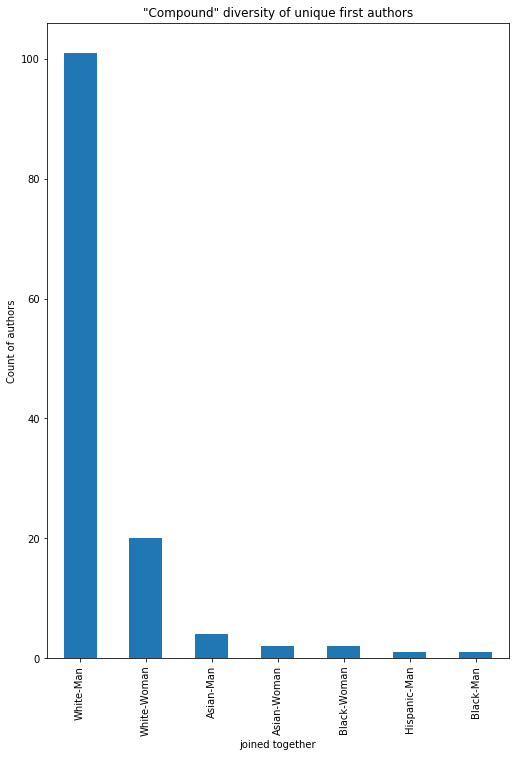 "Compound" diversity of unique first authors
Count of authors
100
80
60
40
20
0
White-Man
White-Woman
Asian-Man
Asian-Woman
Black-Woman
Hispanic-Man
Black-Man
joined together